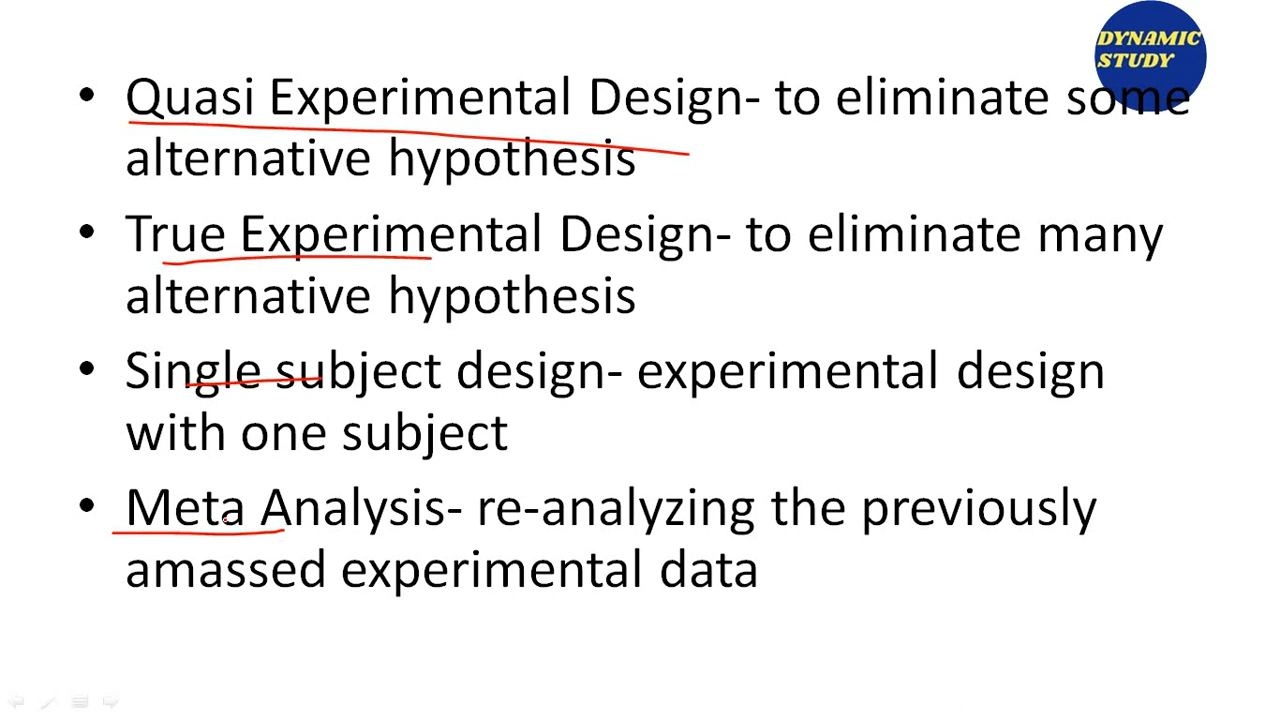 DYNAMIC
STUDY
• Quasi Experimental Design- to eliminate some
alternative hypothesis
• True Experimental Design- to eliminate many
alternative hypothesis
• Single subject design- experimental design
with one subject
• Meta Analysis- re-analyzing the previously
amassed experimental data